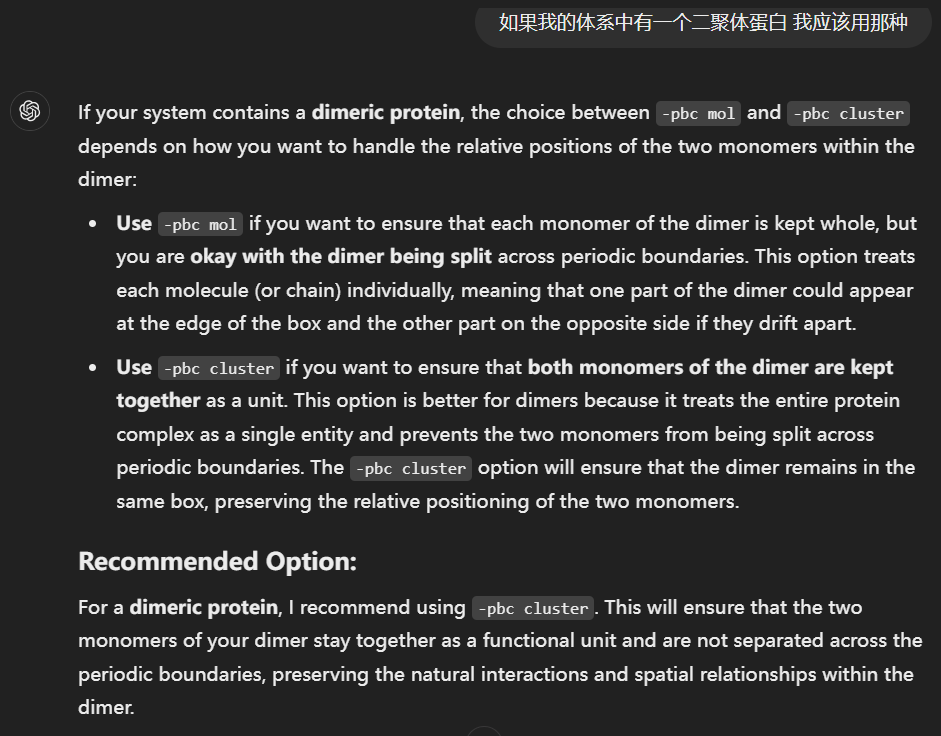 如果我的体系中有一个二聚体蛋白 我应该用那种
If your system contains a dimeric protein, the choice between -pbc mol and -pbc cluster
depends on how you want to handle the relative positions of the two monomers within the
dimer:
• Use -pbc mol if you want to ensure that each monomer of the dimer is kept whole, but
you are okay with the dimer being split across periodic boundaries. This option treats
each molecule (or chain) individually, meaning that one part of the dimer could appear
at the edge of the box and the other part on the opposite side if they drift apart.
• Use -pbc cluster if you want to ensure that both monomers of the dimer are kept
together as a unit. This option is better for dimers because it treats the entire protein
complex as a single entity and prevents the two monomers from being split across
periodic boundaries. The -pbc cluster option will ensure that the dimer remains in the
same box, preserving the relative positioning of the two monomers.
Recommended Option:
For a dimeric protein, I recommend using -pbc cluster. This will ensure that the two
monomers of your dimer stay together as a functional unit and are not separated across the
periodic boundaries, preserving the natural interactions and spatial relationships within the
dimer.